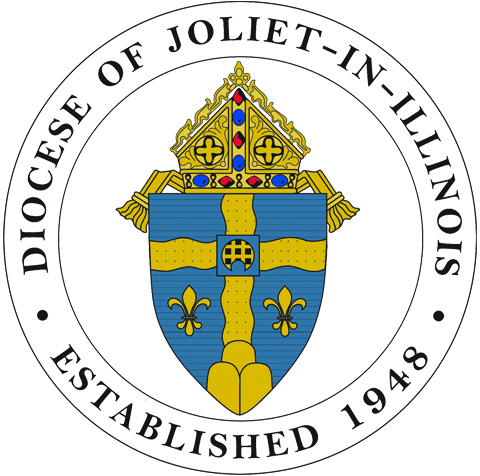 DIOCESE OF JOLIET-IN-ILLINOIS
• ESTABLISHED 1948 •